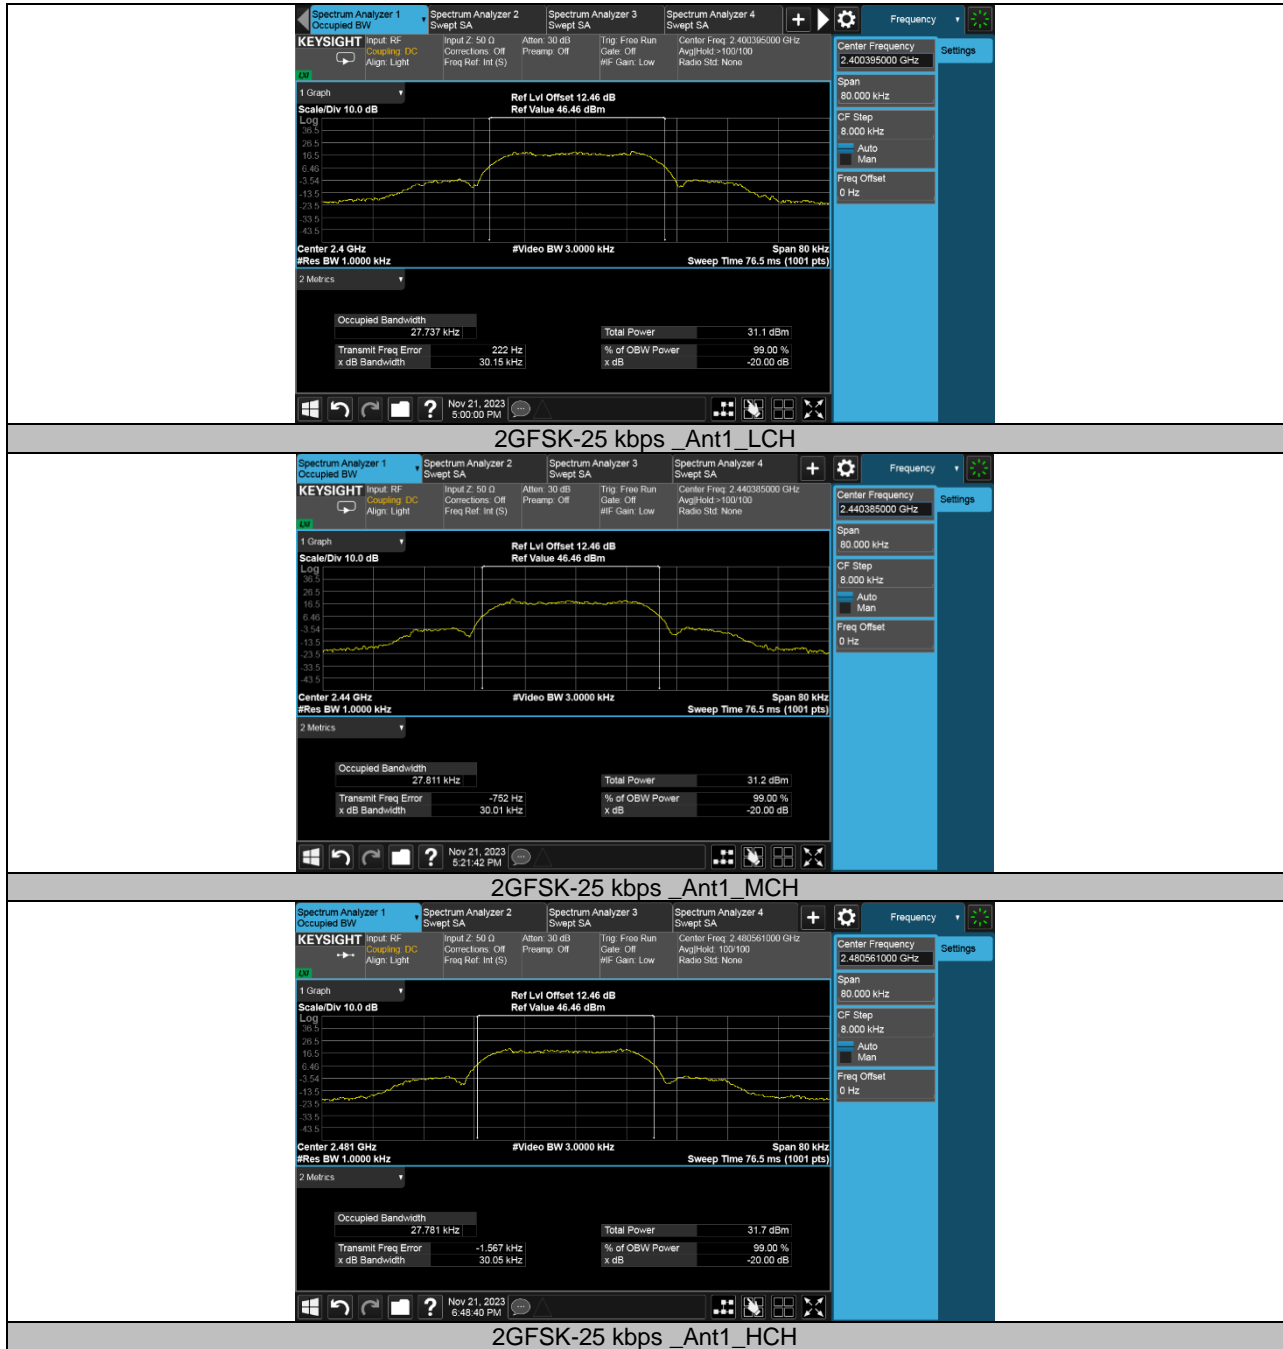 Spectrum Analyzer 1
Occupied BW
Spectrum Analyzer 2
Swept SA
Spectrum Analyzer 3
Swept SA
Spectrum Analyzer 4
Swept SA
+
Frequency
KEYSIGHT
Input: RF
Coupling: DC
Align: Light
Input Z: 50 Ω
Corrections: Off
Freq Ref: Int (S)
Atten: 30 dB
Preamp: Off
Trig: Free Run
Gate: Off
#IF Gain: Low
Center Freq: 2.400395000 GHz
Avg|Hold:>100/100
Radio Std: None
LXI
Center Frequency
2.400395000 GHz
Settings
Span
80.000 kHz
CF Step
8.000 kHz
Auto
Man
Freq Offset
0 Hz
1 Graph
Scale/Div 10.0 dB
Ref Lvl Offset 12.46 dB
Ref Value 46.46 dBm
Log
36.5
26.5
16.5
6.46
-3.54
-13.5
-23.5
-33.5
-43.5
Center 2.4 GHz
#Video BW 3.0000 kHz
Span 80 kHz
#Res BW 1.0000 kHz
Sweep Time 76.5 ms (1001 pts)
2 Metrics
Occupied Bandwidth
27.737 kHz
Total Power 31.1 dBm
Transmit Freq Error 222 Hz
% of OBW Power 99.00 %
x dB Bandwidth 30.15 kHz
x dB -20.00 dB
?
Nov 21, 2023
5:00:00 PM
2GFSK-25 kbps _Ant1_LCH
Spectrum Analyzer 1
Occupied BW
Spectrum Analyzer 2
Swept SA
Spectrum Analyzer 3
Swept SA
Spectrum Analyzer 4
Swept SA
+
Frequency
KEYSIGHT
Input: RF
Coupling: DC
Align: Light
Input Z: 50 Ω
Corrections: Off
Freq Ref: Int (S)
Atten: 30 dB
Preamp: Off
Trig: Free Run
Gate: Off
#IF Gain: Low
Center Freq: 2.440385000 GHz
Avg|Hold:>100/100
Radio Std: None
LXI
Center Frequency
2.440385000 GHz
Settings
Span
80.000 kHz
CF Step
8.000 kHz
Auto
Man
Freq Offset
0 Hz
1 Graph
Scale/Div 10.0 dB
Ref Lvl Offset 12.46 dB
Ref Value 46.46 dBm
Log
36.5
26.5
16.5
6.46
-3.54
-13.5
-23.5
-33.5
-43.5
Center 2.44 GHz
#Video BW 3.0000 kHz
Span 80 kHz
#Res BW 1.0000 kHz
Sweep Time 76.5 ms (1001 pts)
2 Metrics
Occupied Bandwidth
27.811 kHz
Total Power 31.2 dBm
Transmit Freq Error -752 Hz
% of OBW Power 99.00 %
x dB Bandwidth 30.01 kHz
x dB -20.00 dB
?
Nov 21, 2023
5:21:42 PM
2GFSK-25 kbps _Ant1_MCH
Spectrum Analyzer 1
Occupied BW
Spectrum Analyzer 2
Swept SA
Spectrum Analyzer 3
Swept SA
Spectrum Analyzer 4
Swept SA
+
Frequency
KEYSIGHT
Input: RF
Coupling: DC
Align: Light
Input Z: 50 Ω
Corrections: Off
Freq Ref: Int (S)
Atten: 30 dB
Preamp: Off
Trig: Free Run
Gate: Off
#IF Gain: Low
Center Freq: 2.480561000 GHz
Avg|Hold: 100/100
Radio Std: None
LXI
Center Frequency
2.480561000 GHz
Settings
Span
80.000 kHz
CF Step
8.000 kHz
Auto
Man
Freq Offset
0 Hz
1 Graph
Scale/Div 10.0 dB
Ref Lvl Offset 12.46 dB
Ref Value 46.46 dBm
Log
36.5
26.5
16.5
6.46
-3.54
-13.5
-23.5
-33.5
-43.5
Center 2.481 GHz
#Video BW 3.0000 kHz
Span 80 kHz
#Res BW 1.0000 kHz
Sweep Time 76.5 ms (1001 pts)
2 Metrics
Occupied Bandwidth
27.781 kHz
Total Power 31.7 dBm
Transmit Freq Error -1.567 kHz
% of OBW Power 99.00 %
x dB Bandwidth 30.05 kHz
x dB -20.00 dB
?
Nov 21, 2023
6:48:40 PM
2GFSK-25 kbps _Ant1_HCH